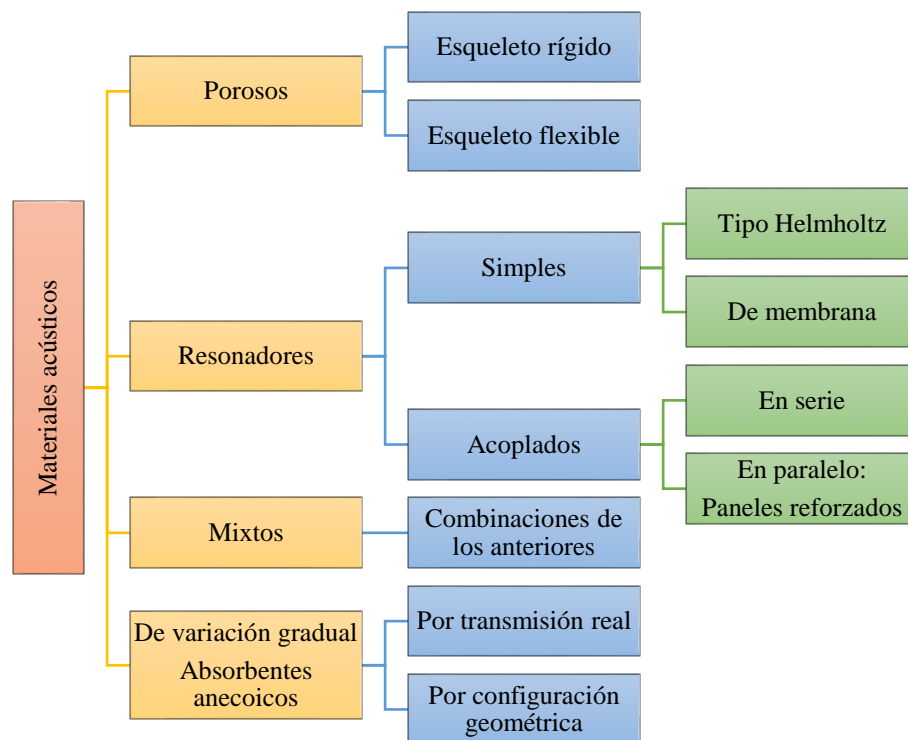 Materiales acústicos
Porosos
Esqueleto rígido
Esqueleto flexible
Resonadores
Simples
Tipo Helmholtz
De membrana
Acoplados
En serie
En paralelo:
Paneles reforzados
Mixtos
Combinaciones de
los anteriores
De variación gradual
Absorbentes
anecoicos
Por transmisión real
Por configuración
geométrica